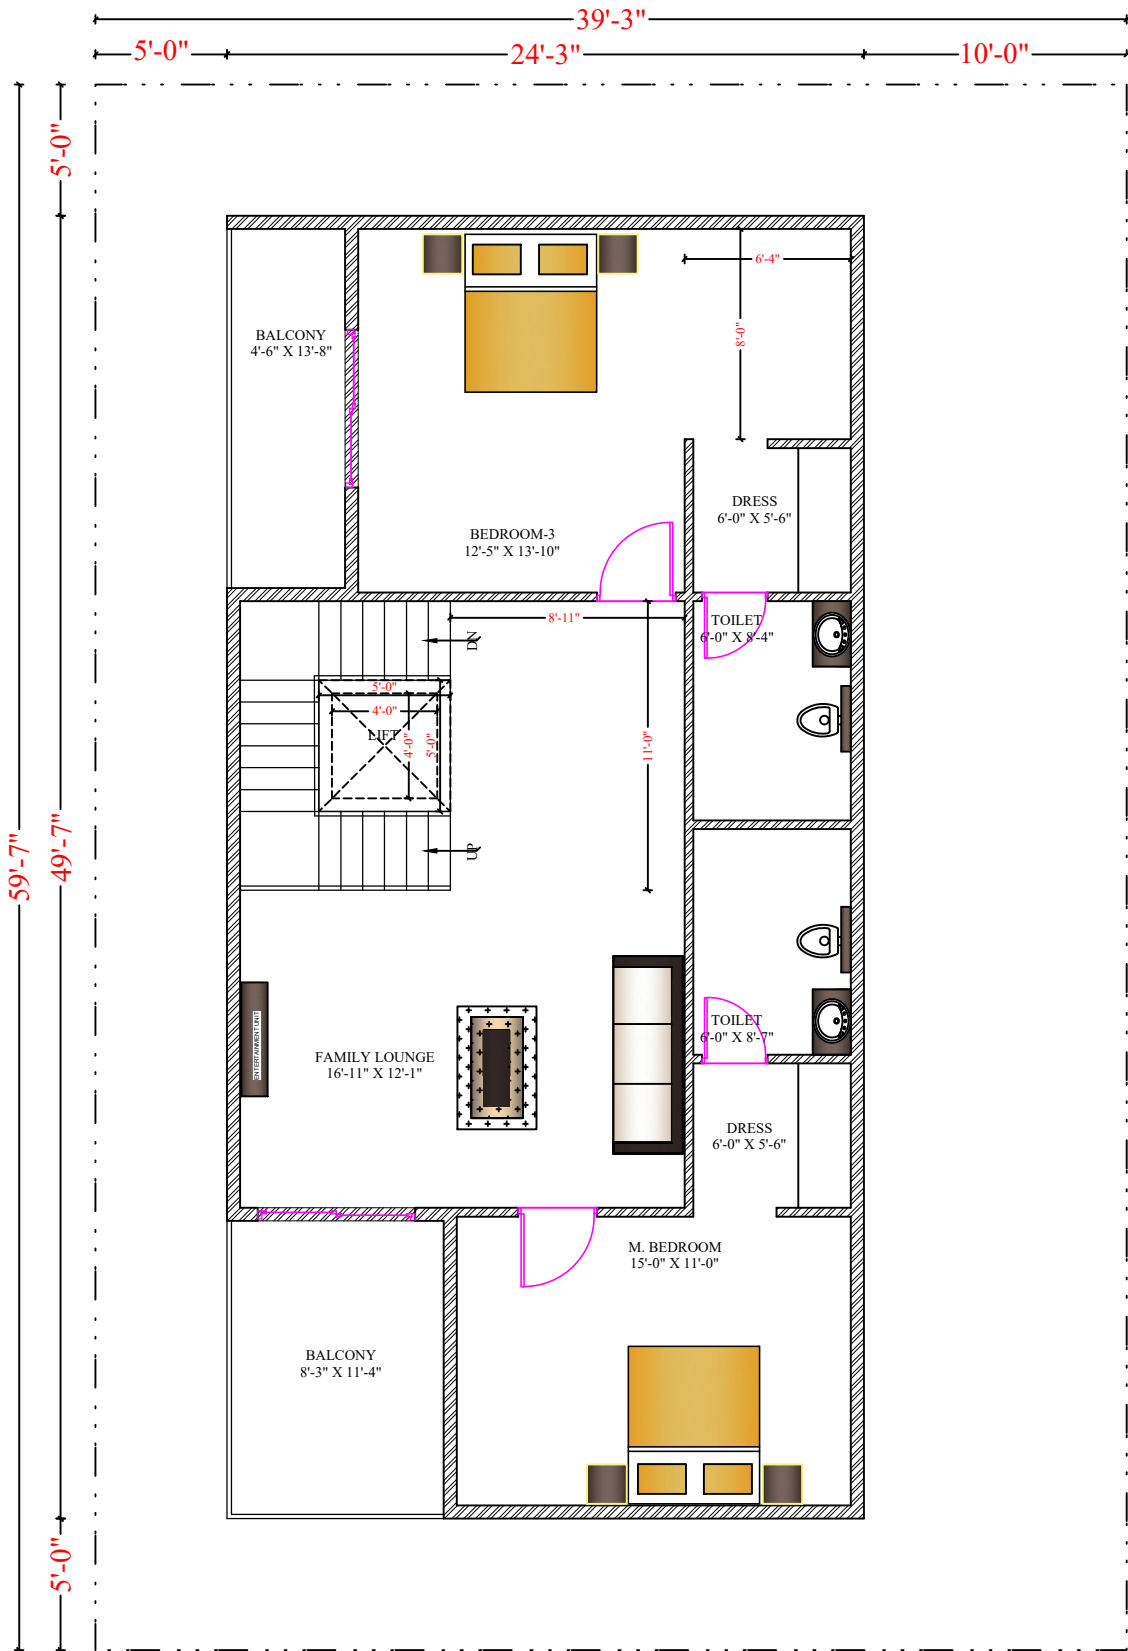 39'-3"
5'-0"
24'-3"
10'-0"
5'-0"
59'-7"
49'-7"
5'-0"
BALCONY
4'-6" X 13'-8"
6'-4"
8'-0"
DRESS
6'-0" X 5'-6"
BEDROOM-3
12'-5" X 13'-10"
8'-11"
TOILET
6'-0" X 8'-4"
DN
5'-0"
4'-0"
LIFT
4'-0"
5'-0"
11'-0"
UP
TOILET
6'-0" X 8'-7"
ENTERTAINMENT UNIT
FAMILY LOUNGE
16'-11" X 12'-1"
DRESS
6'-0" X 5'-6"
M. BEDROOM
15'-0" X 11'-0"
BALCONY
8'-3" X 11'-4"